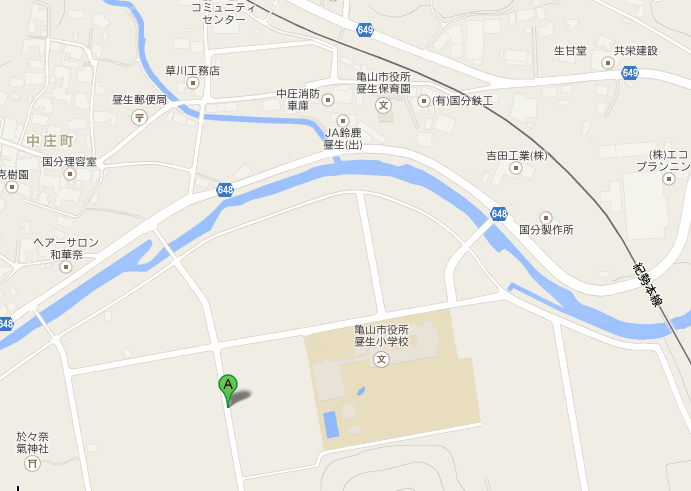 コミュニティ
センター
649
生甘堂
共栄建設
草川工務店
649
亀山市役所
昼生保育園
文
中庄消防
車庫
昼生郵便局
(有)国分鉄工
JA鈴鹿
昼生(出)
中庄町
国分理容室
吉田工業(株)
(株)エコ
プランニン
克樹園
648
648
国分製作所
ヘアーサロン
和華奈
紀勢本線
648
亀山市役所
昼生小学校
文
A
於々奈
氣神社